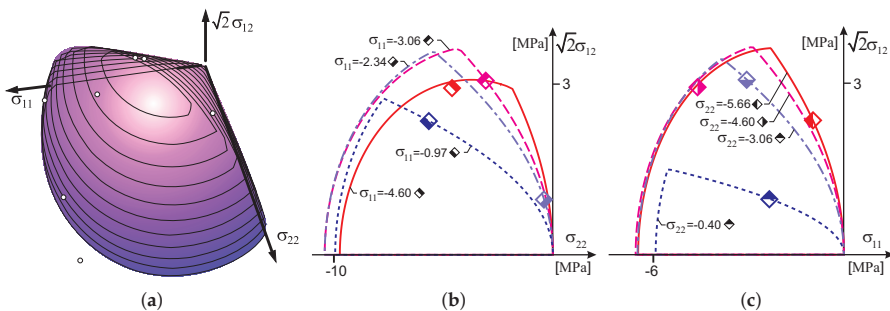 √2 σ12
σ11
σ22
(a)
[MPa]
√2σ12
3
σ11=-3.06
σ11=-2.34
σ11=-0.97
σ11=-4.60
σ22
-10
[MPa]
(b)
[MPa]
√2σ12
3
σ22=-5.66
σ22=-4.60
σ22=-3.06
σ22=-0.40
σ11
-6
[MPa]
(c)